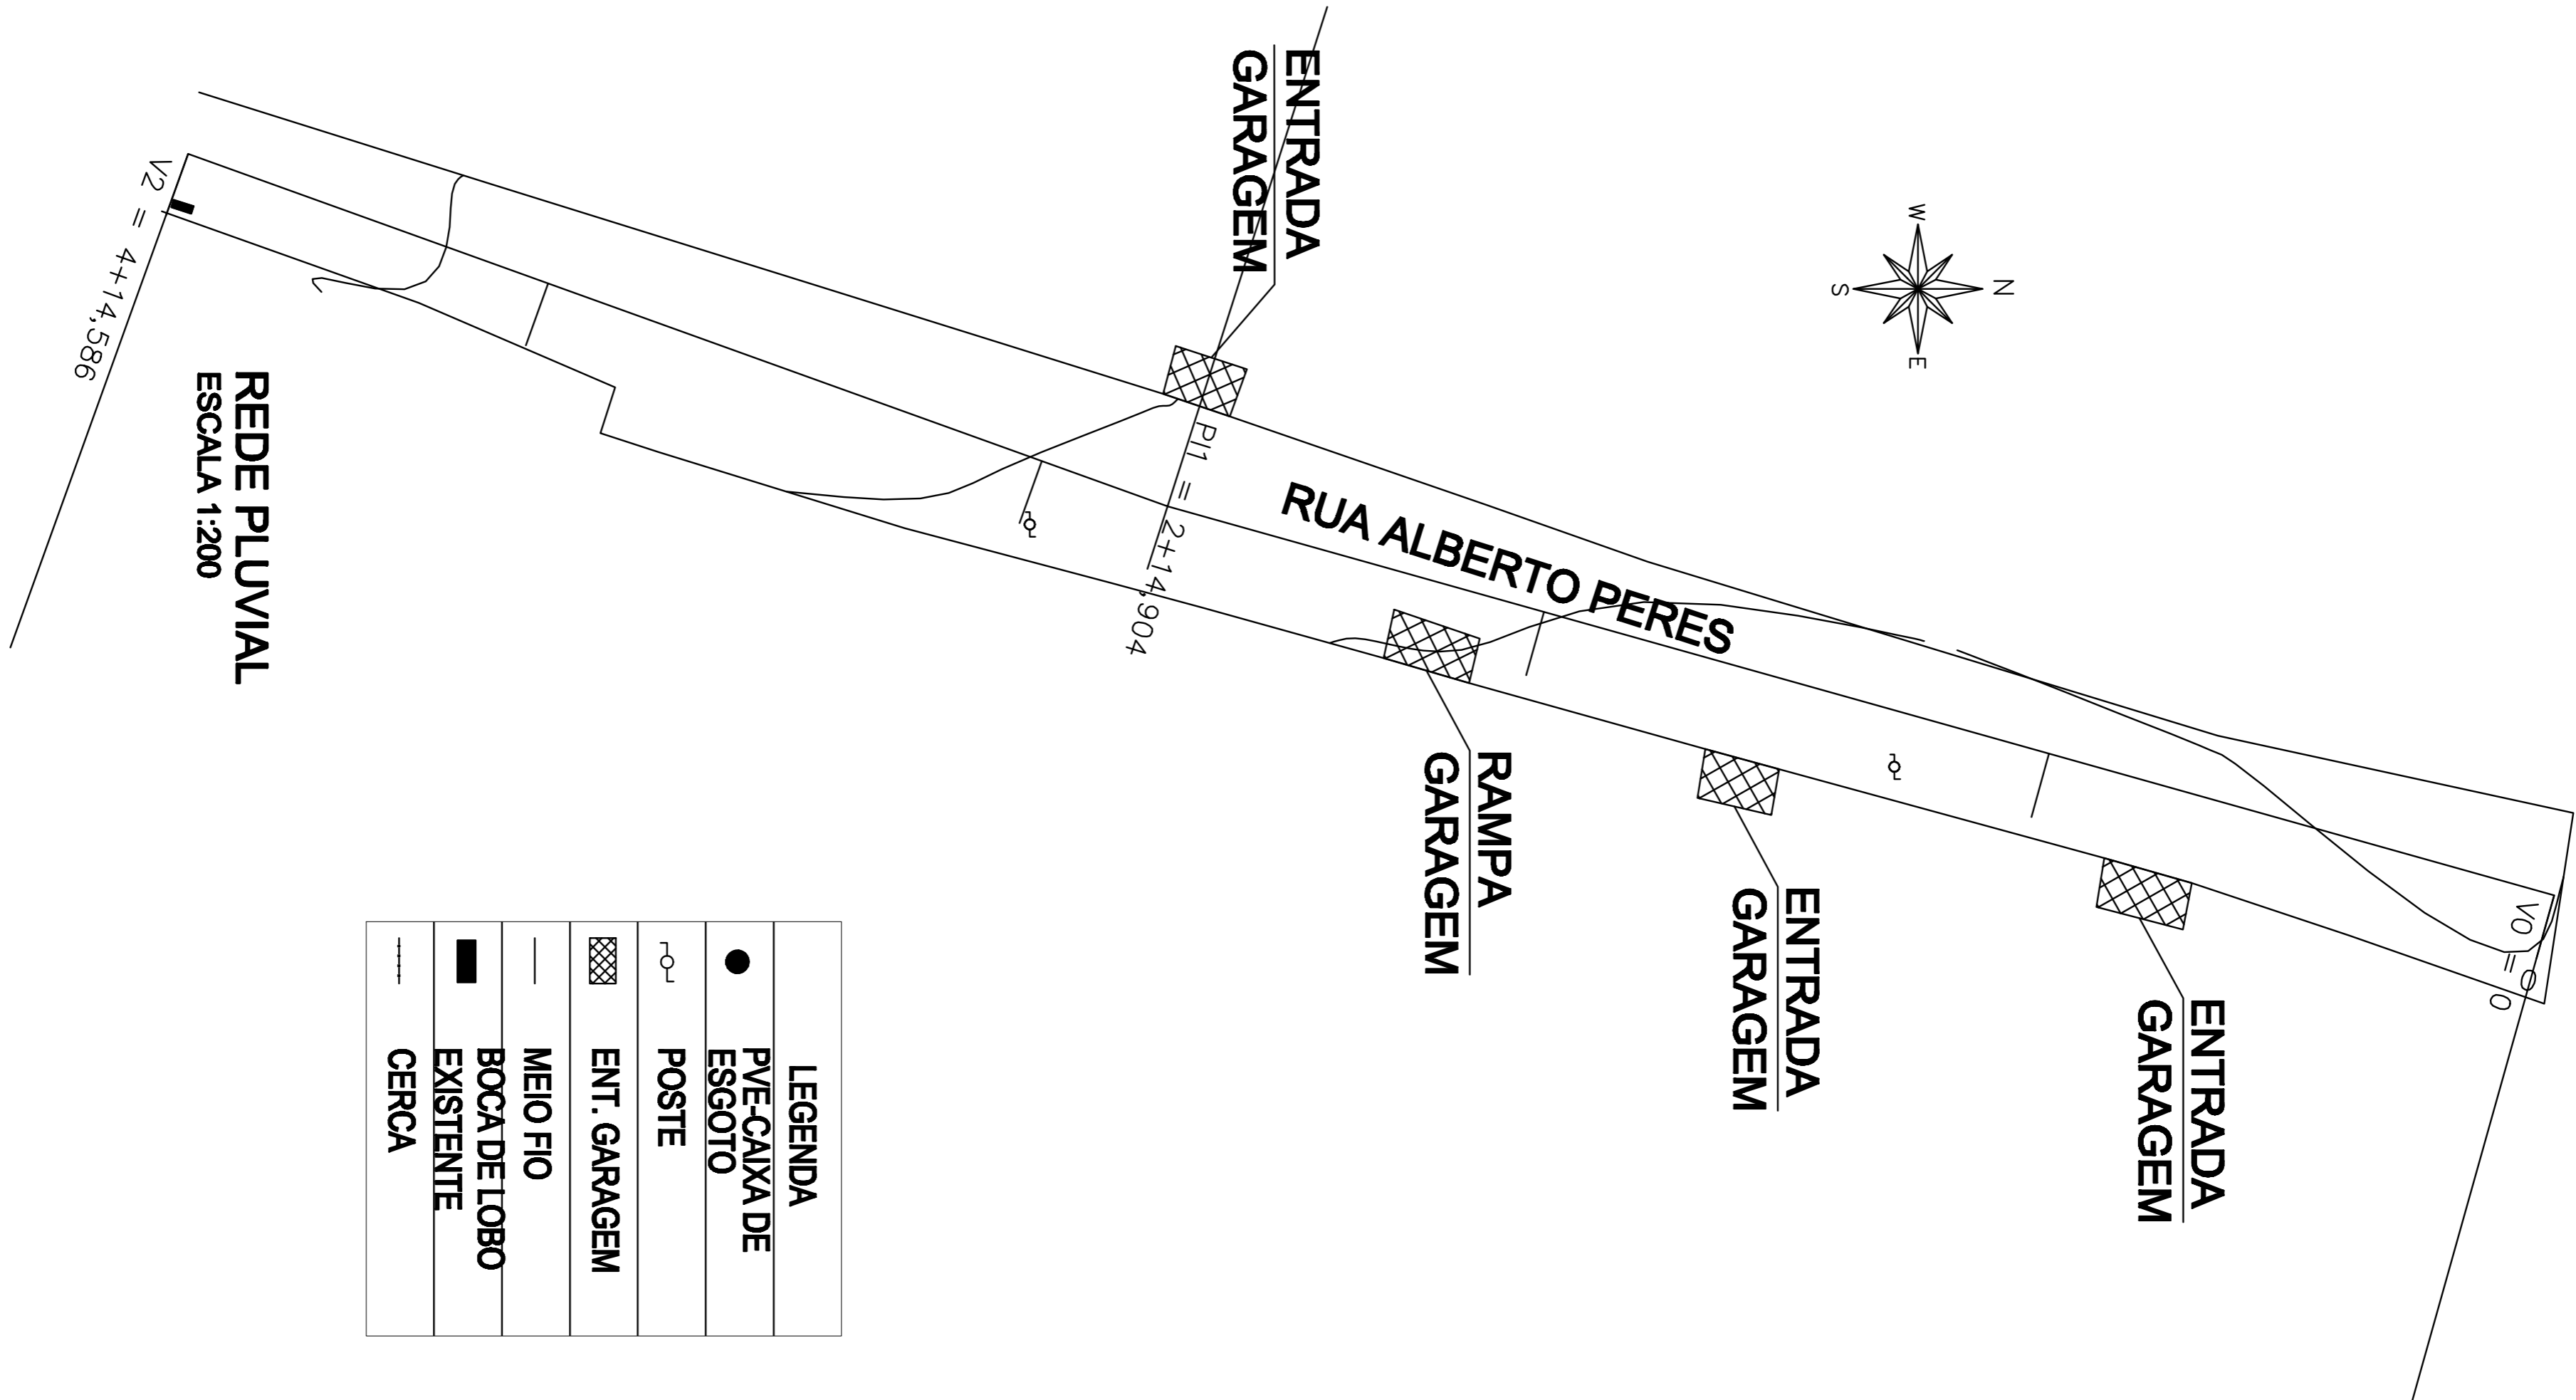 ENTRADA
GARAGEM
W
N
S
E
V2 = 4+14,586
REDE PLUVIAL
ESCALA 1:200
PI1 = 2+14,904
RUA ALBERTO PERES
RAMPA
GARAGEM
ENTRADA
GARAGEM
ENTRADA
GARAGEM
V0 = 0
0
LEGENDA
PVE-CAIXA DE
ESGOTO
POSTE
ENT. GARAGEM
MEIO FIO
BOCA DE LOBO
EXISTENTE
CERCA